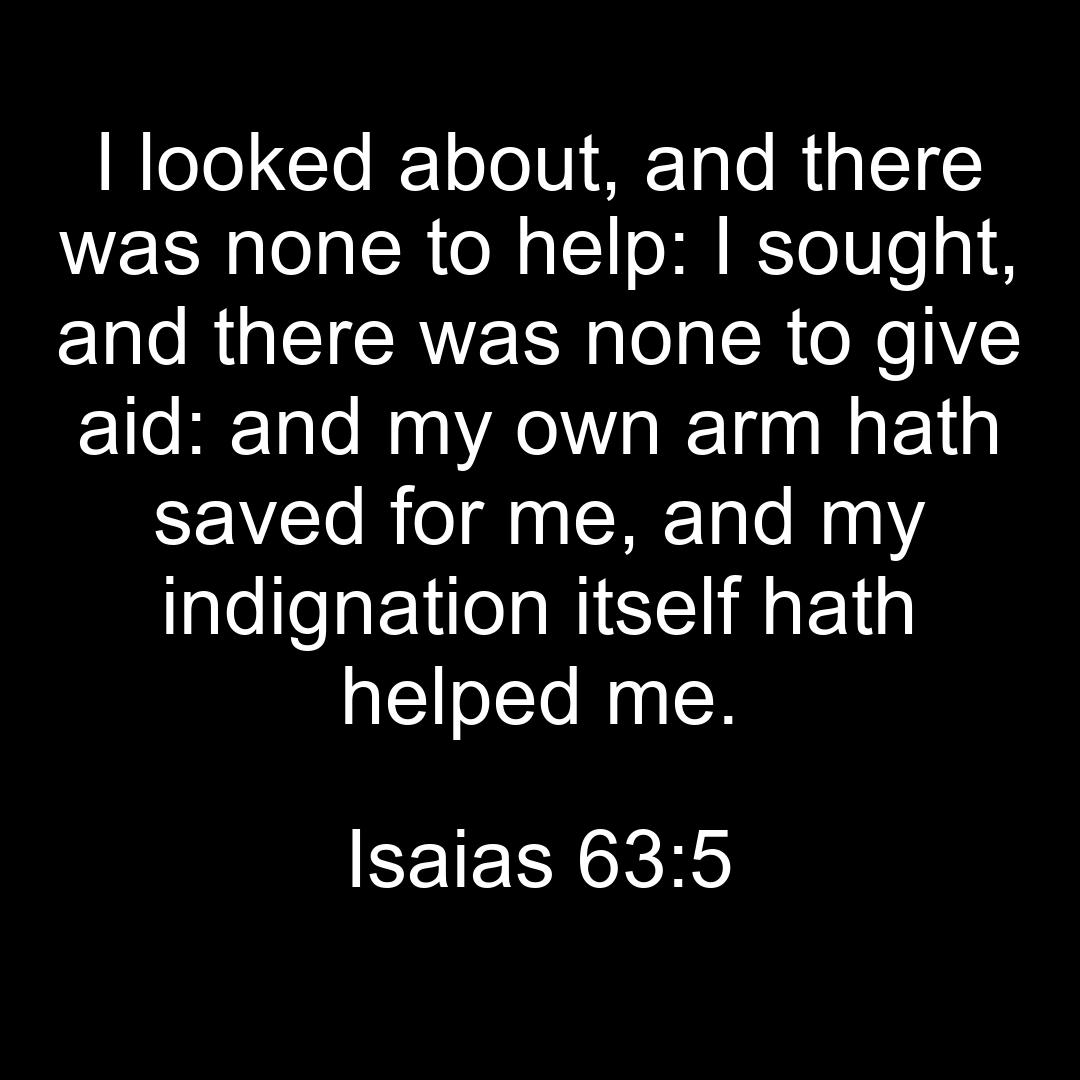 I looked about, and there
was none to help: I sought,
and there was none to give
aid: and my own arm hath
saved for me, and my
indignation itself hath
helped me.
Isaias 63:5